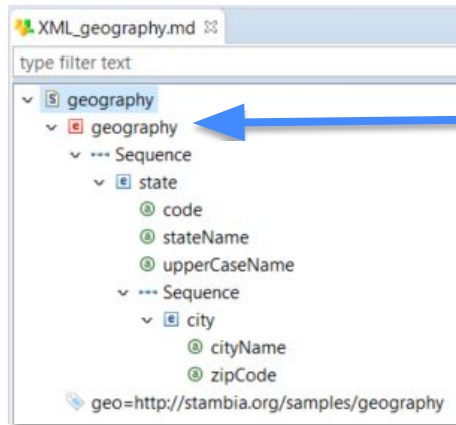 XML_geography.md
type filter text
geography
geography
Sequence
state
code
stateName
upperCaseName
Sequence
city
cityName
zipCode
geo=http://stambia.org/samples/geography